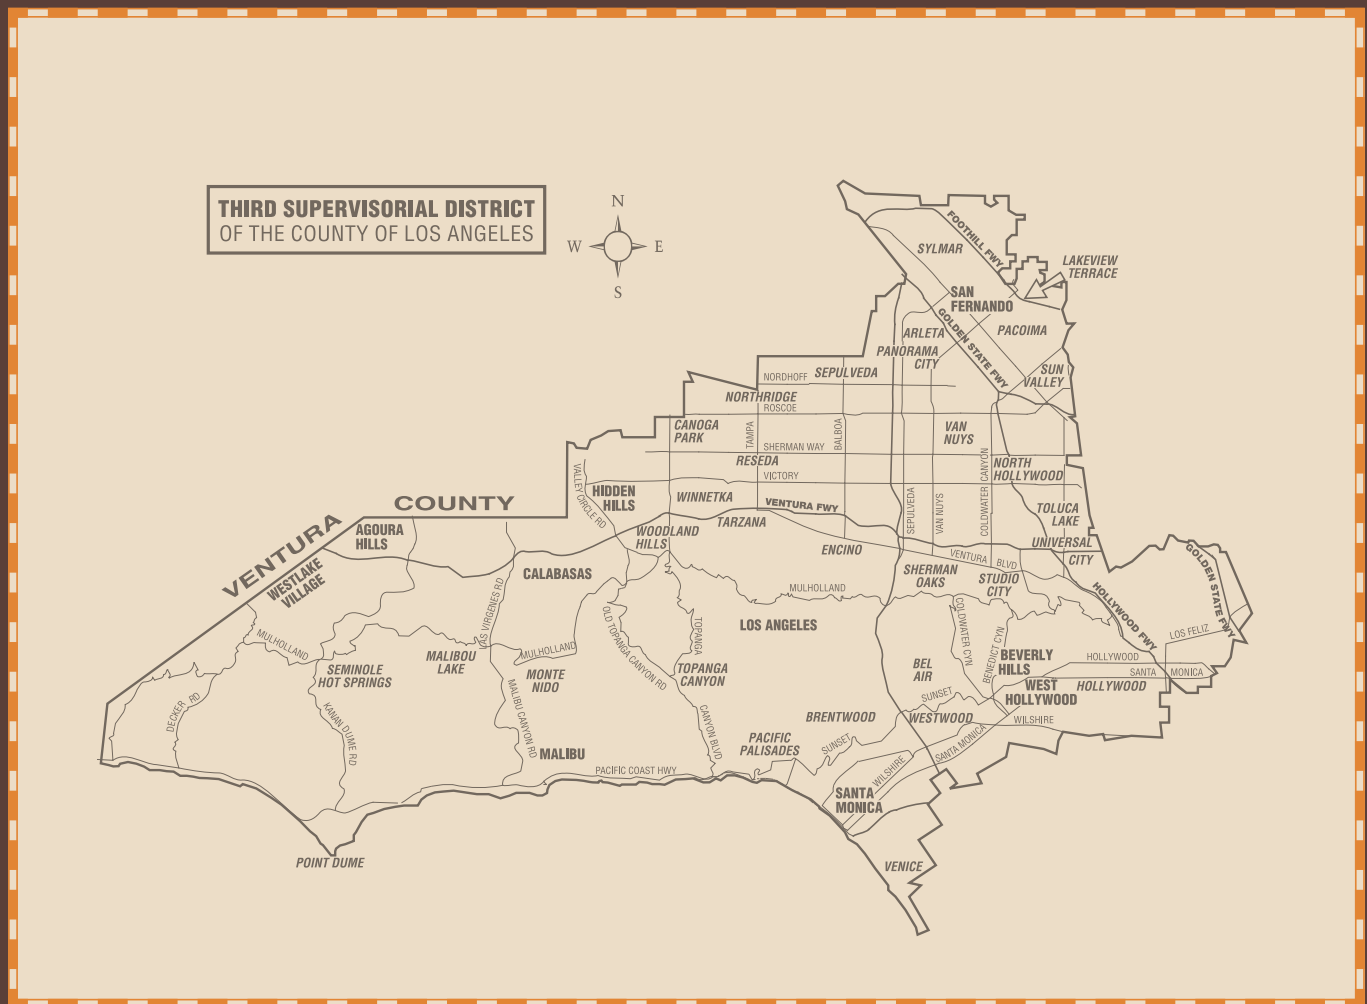 THIRD SUPERVISORIAL DISTRICT
OF THE COUNTY OF LOS ANGELES
N
W
E
S
FOOTHILL FWY
SYLMAR
LAKEVIEW
TERRACE
SAN
FERNANDO
GOLDEN STATE FWY
ARLETA
PACOIMA
PANORAMA
CITY
SEPULVEDA
NORDHOFF
SUN
VALLEY
NORTHRIDGE
ROSCOE
CANOGA
PARK
TAMPA
BALBOA
VAN
NUYS
SHERMAN WAY
RESEDA
VICTORY
COLDWATER CANYON
NORTH
HOLLYWOOD
VALLEY CIRCLE RD
HIDDEN
HILLS
WINNETKA
VENTURA FWY
SEPULVEDA
VAN NUYS
TOLUCA
LAKE
VENTURA COUNTY
AGOURA
HILLS
WESTLAKE
VILLAGE
TARZANA
WOODLAND
HILLS
ENCINO
UNIVERSAL
CITY
VENTURA BLVD
GOLDEN STATE FWY
CALABASAS
SHERMAN
OAKS
STUDIO
CITY
MULHOLLAND
HOLLYWOOD FWY
LAS VIRGENES RD
OLD TOPANGA CANYON RD
TOPANGA
LOS ANGELES
COLDWATER CYN
BENEDICT CYN
LOS FELIZ
MULHOLLAND
SEMINOLE
HOT SPRINGS
MALIBOU
LAKE
MULHOLLAND
MONTE
NIDO
TOPANGA
CANYON
BEL
AIR
BEVERLY
HILLS
HOLLYWOOD
SANTA MONICA
WEST
HOLLYWOOD
HOLLYWOOD
DECKER RD
KANAN DUME RD
MALIBU CANYON RD
CANYON BLVD
SUNSET
BRENTWOOD
WESTWOOD
WILSHIRE
PACIFIC
PALISADES
SUNSET
SANTA MONICA
MALIBU
PACIFIC COAST HWY
WILSHIRE
SANTA
MONICA
POINT DUME
VENICE